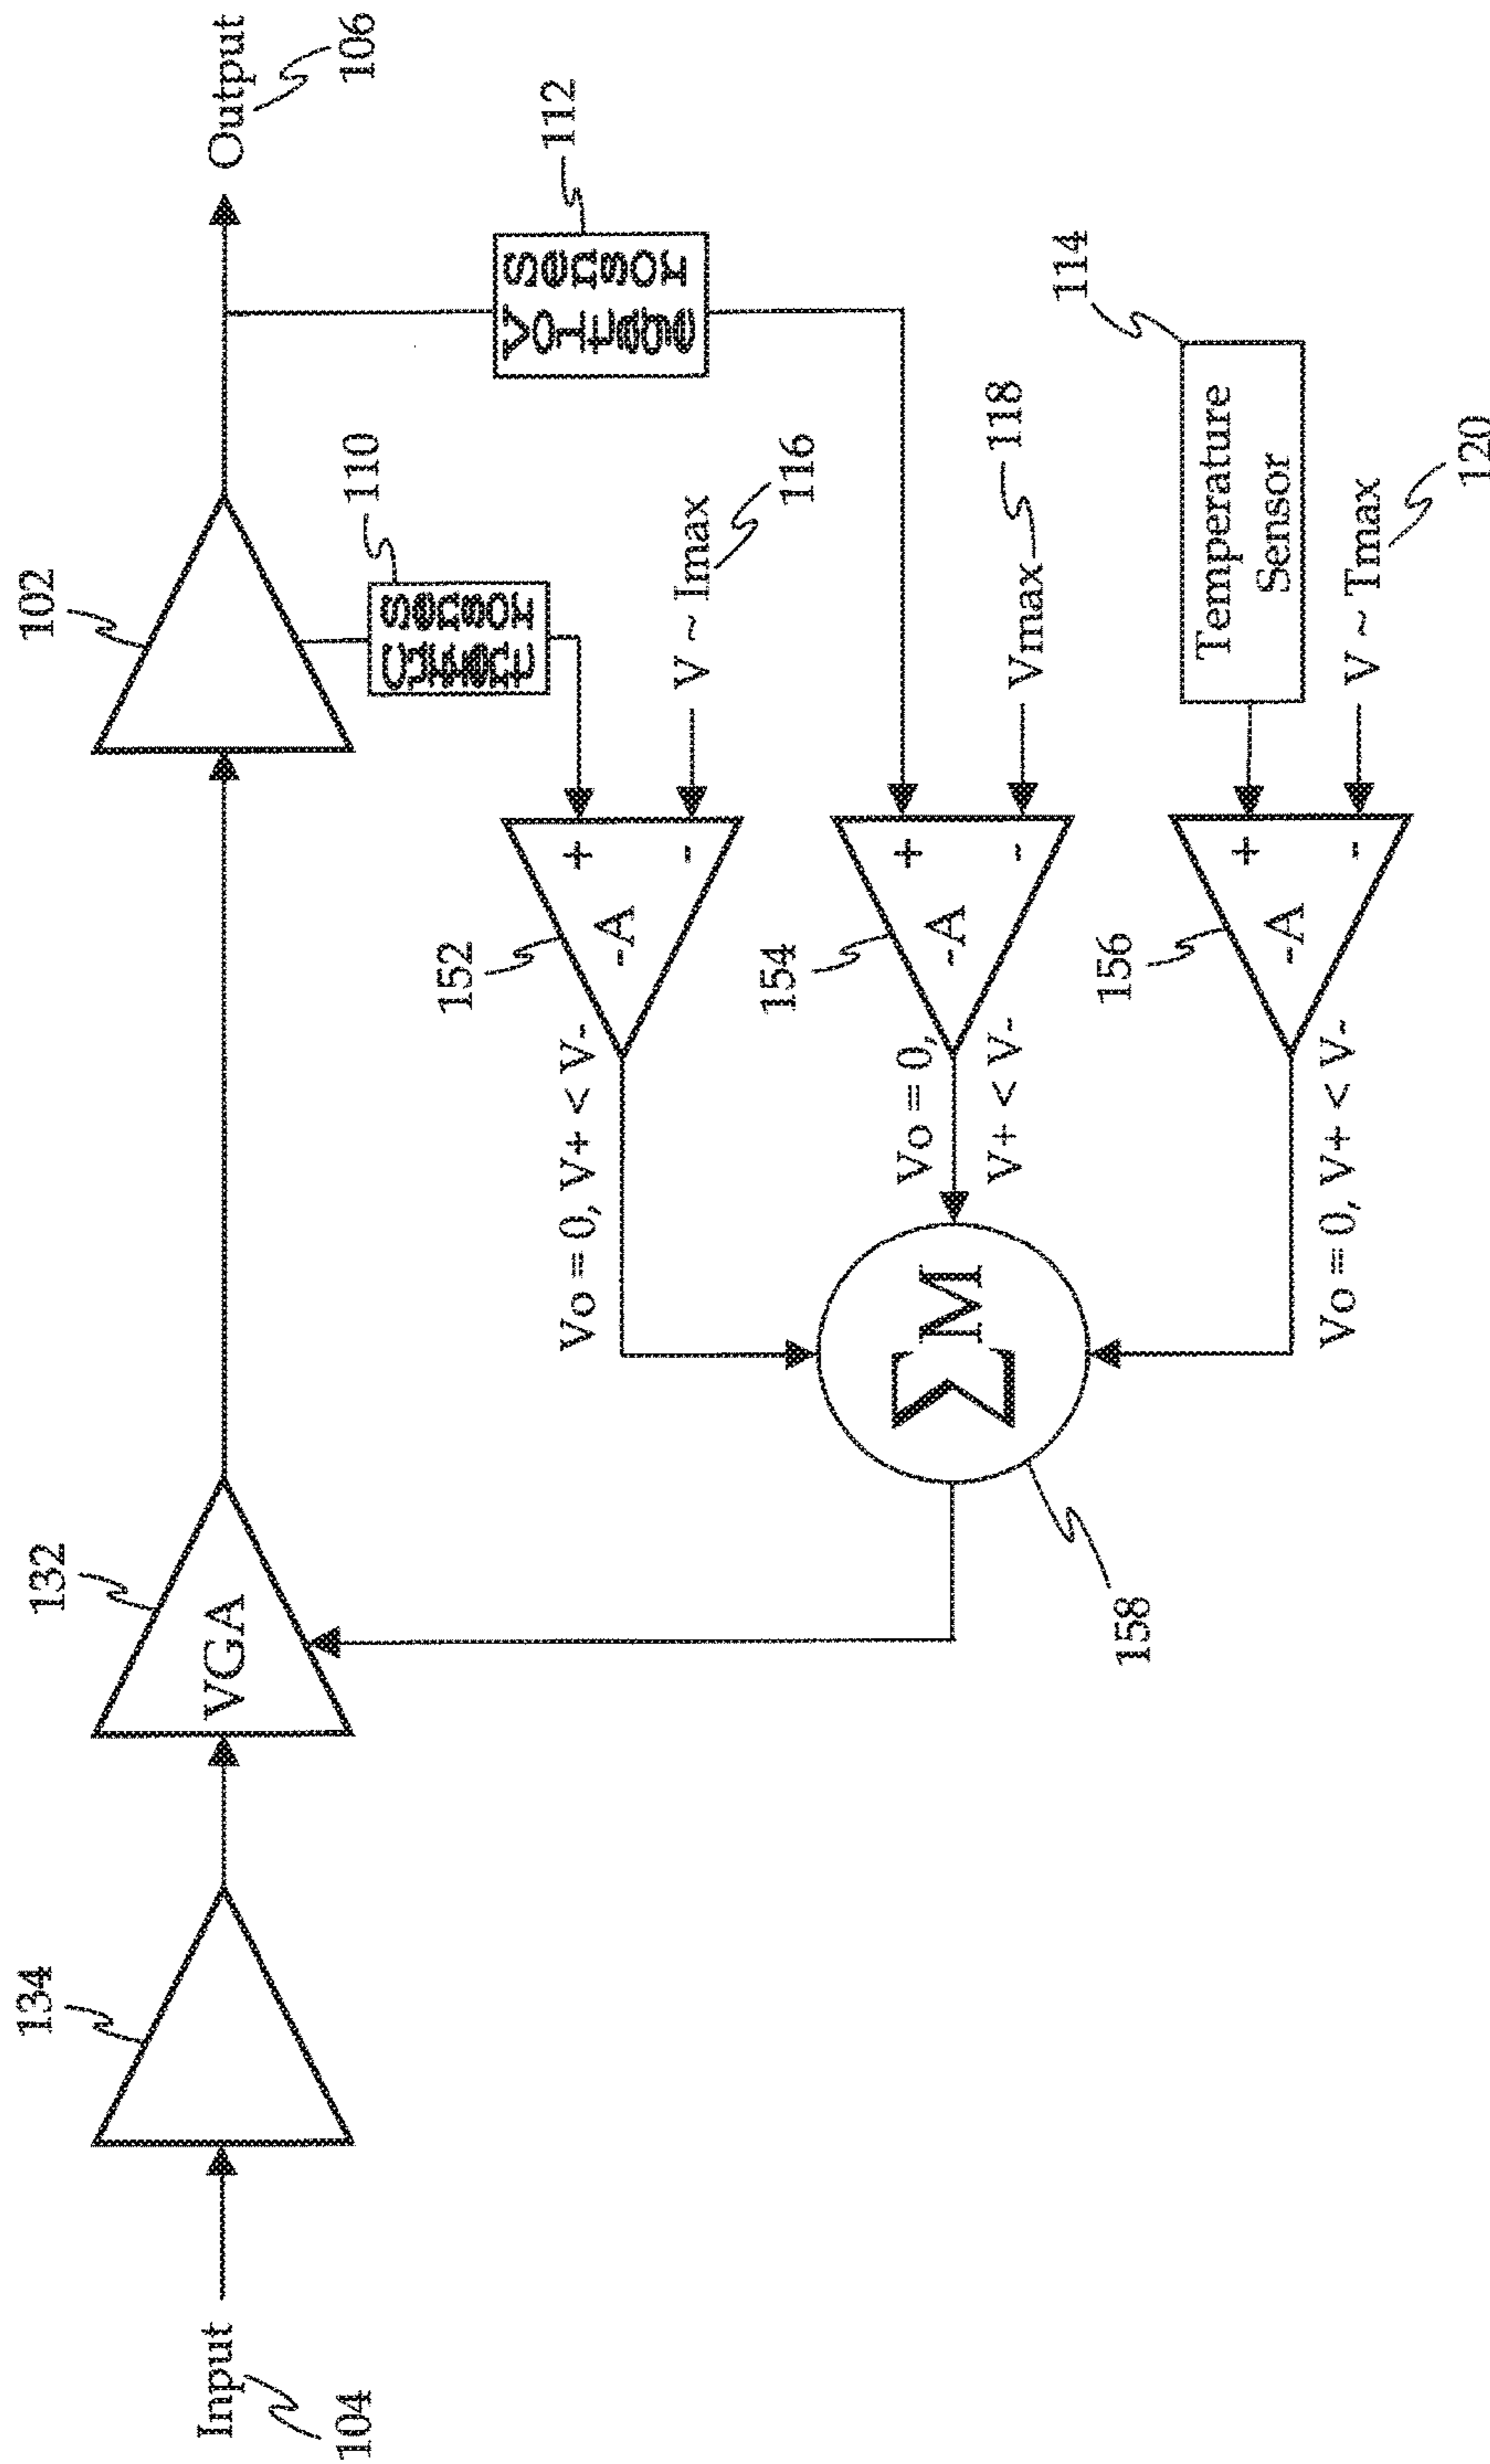 102
132
134
Output
106
Input
104
VGA
110
Current
Sensor
112
Voltage
Sensor
V ~ Imax
116
+
-
-A
152
Vo = 0, V+ < V-
Vmax
118
+
-
-A
154
Vo = 0,
V+ < V-
114
Temperature
Sensor
V ~ Tmax
120
+
-
-A
156
Vo = 0, V+ < V-
∑M
158